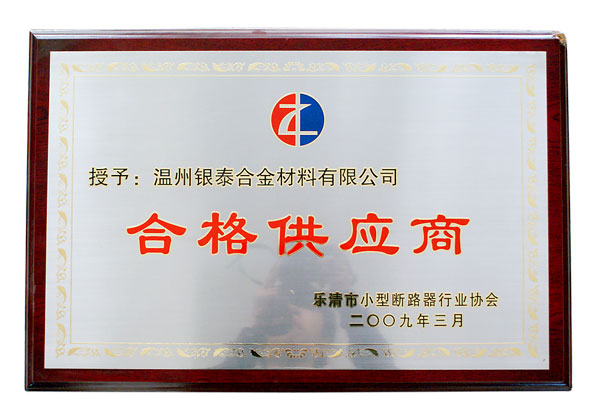 授予：温州银泰合金材料有限公司
合格供应商
乐清市小型断路器行业协会
二〇〇九年三月